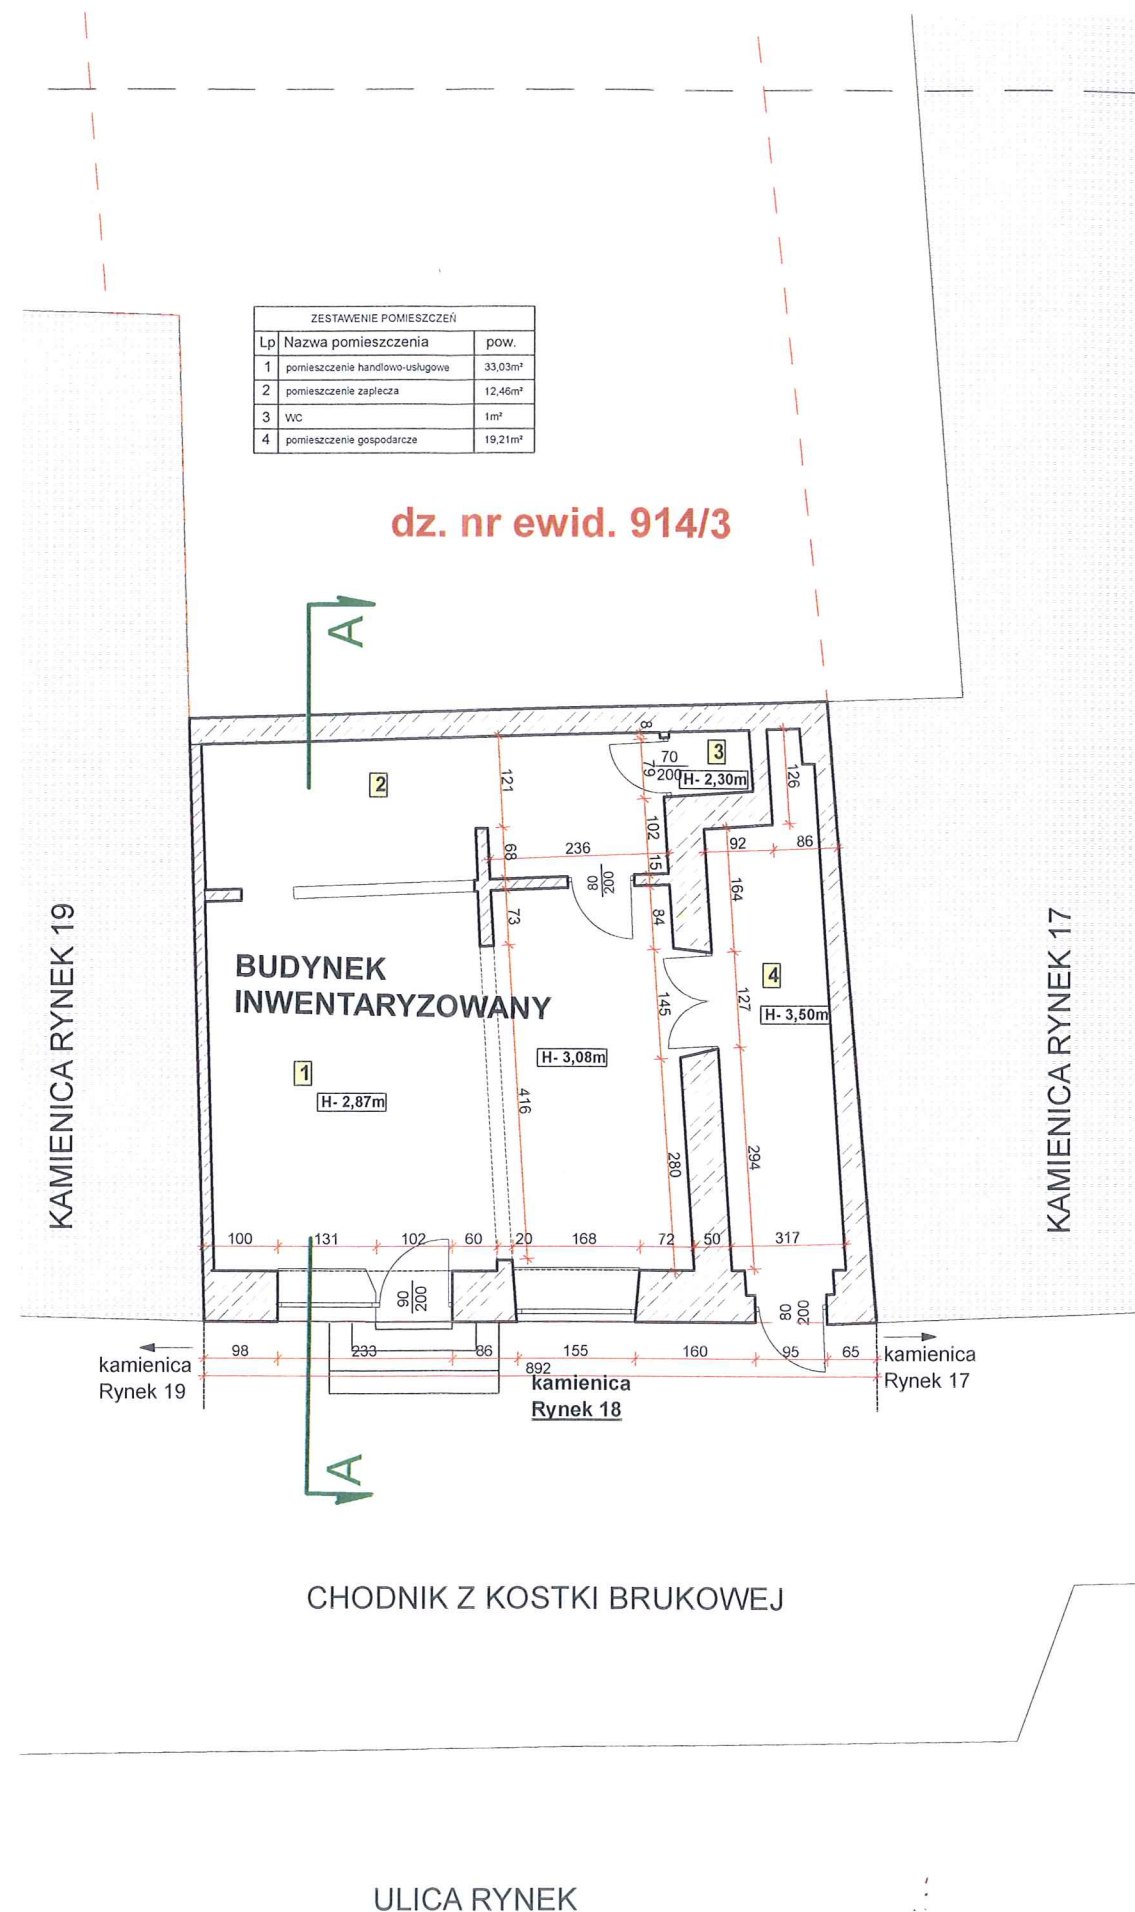 ZESTAWIENIE POMIESZCZEŃ
Lp Nazwa pomieszczenia pow.
1 pomieszczenie handlowo-usługowe 33,03m²
2 pomieszczenie zaplecza 12,46m²
3 WC 1m²
4 pomieszczenie gospodarcze 19,21m²
dz. nr ewid. 914/3
A
8
3
70
200
79
H- 2,30m
2
121
126
102
92
86
68
236
15
80
200
164
73
84
KAMIENICA RYNEK 19
KAMIENICA RYNEK 17
BUDYNEK
INWENTARYZOWANY
4
145
127
H- 3,50m
H- 3,08m
1
H- 2,87m
416
280
294
100 131 102 60 20 168 72 50 317
90
200
80
200
98 233 86 155 160 95 65
892
kamienica
Rynek 19
kamienica
Rynek 18
kamienica
Rynek 17
A
CHODNIK Z KOSTKI BRUKOWEJ
ULICA RYNEK